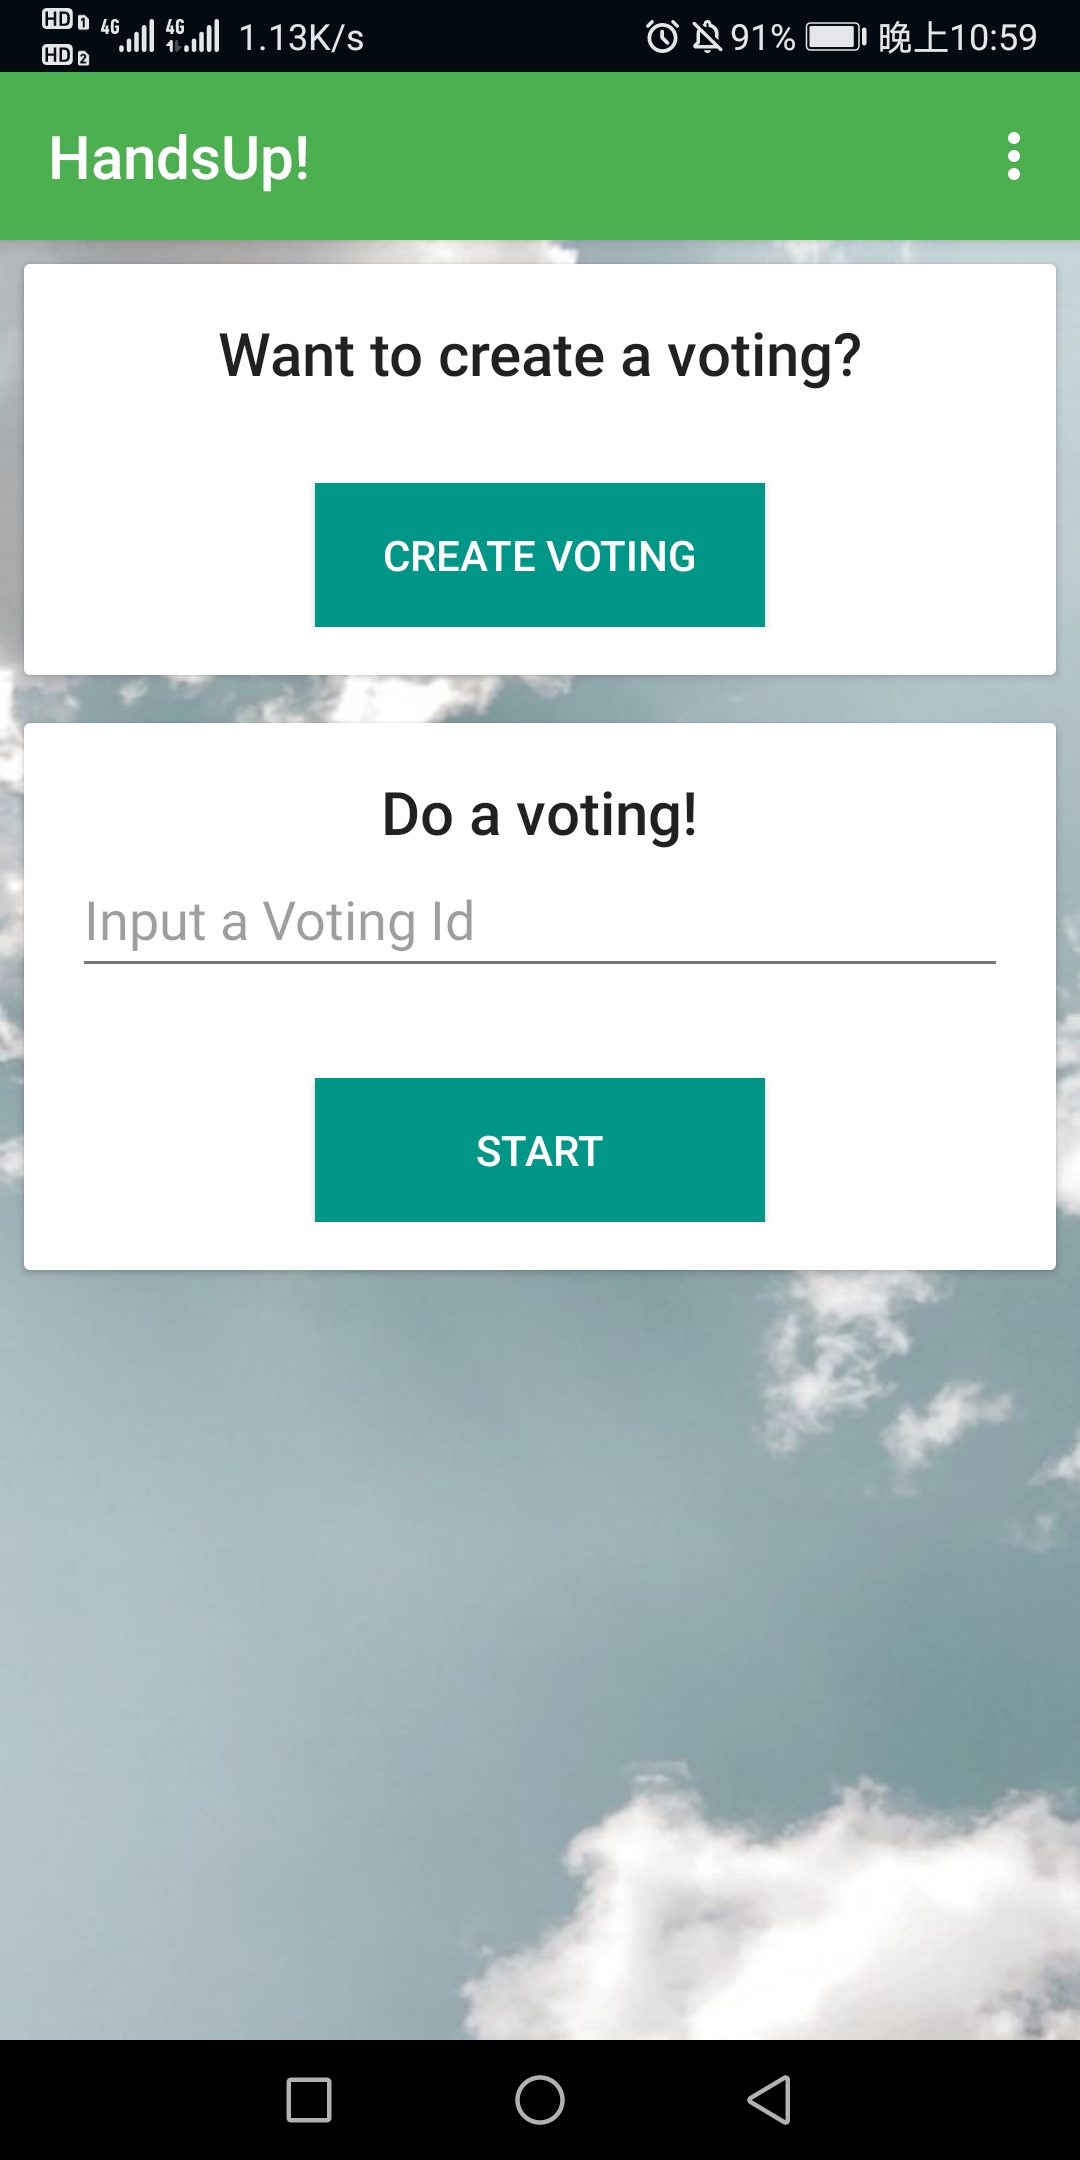 HD 1 4G 4G 1.13K/s 91% 晚上10:59
HD 2
HandsUp!
Want to create a voting?
CREATE VOTING
Do a voting!
Input a Voting Id
START